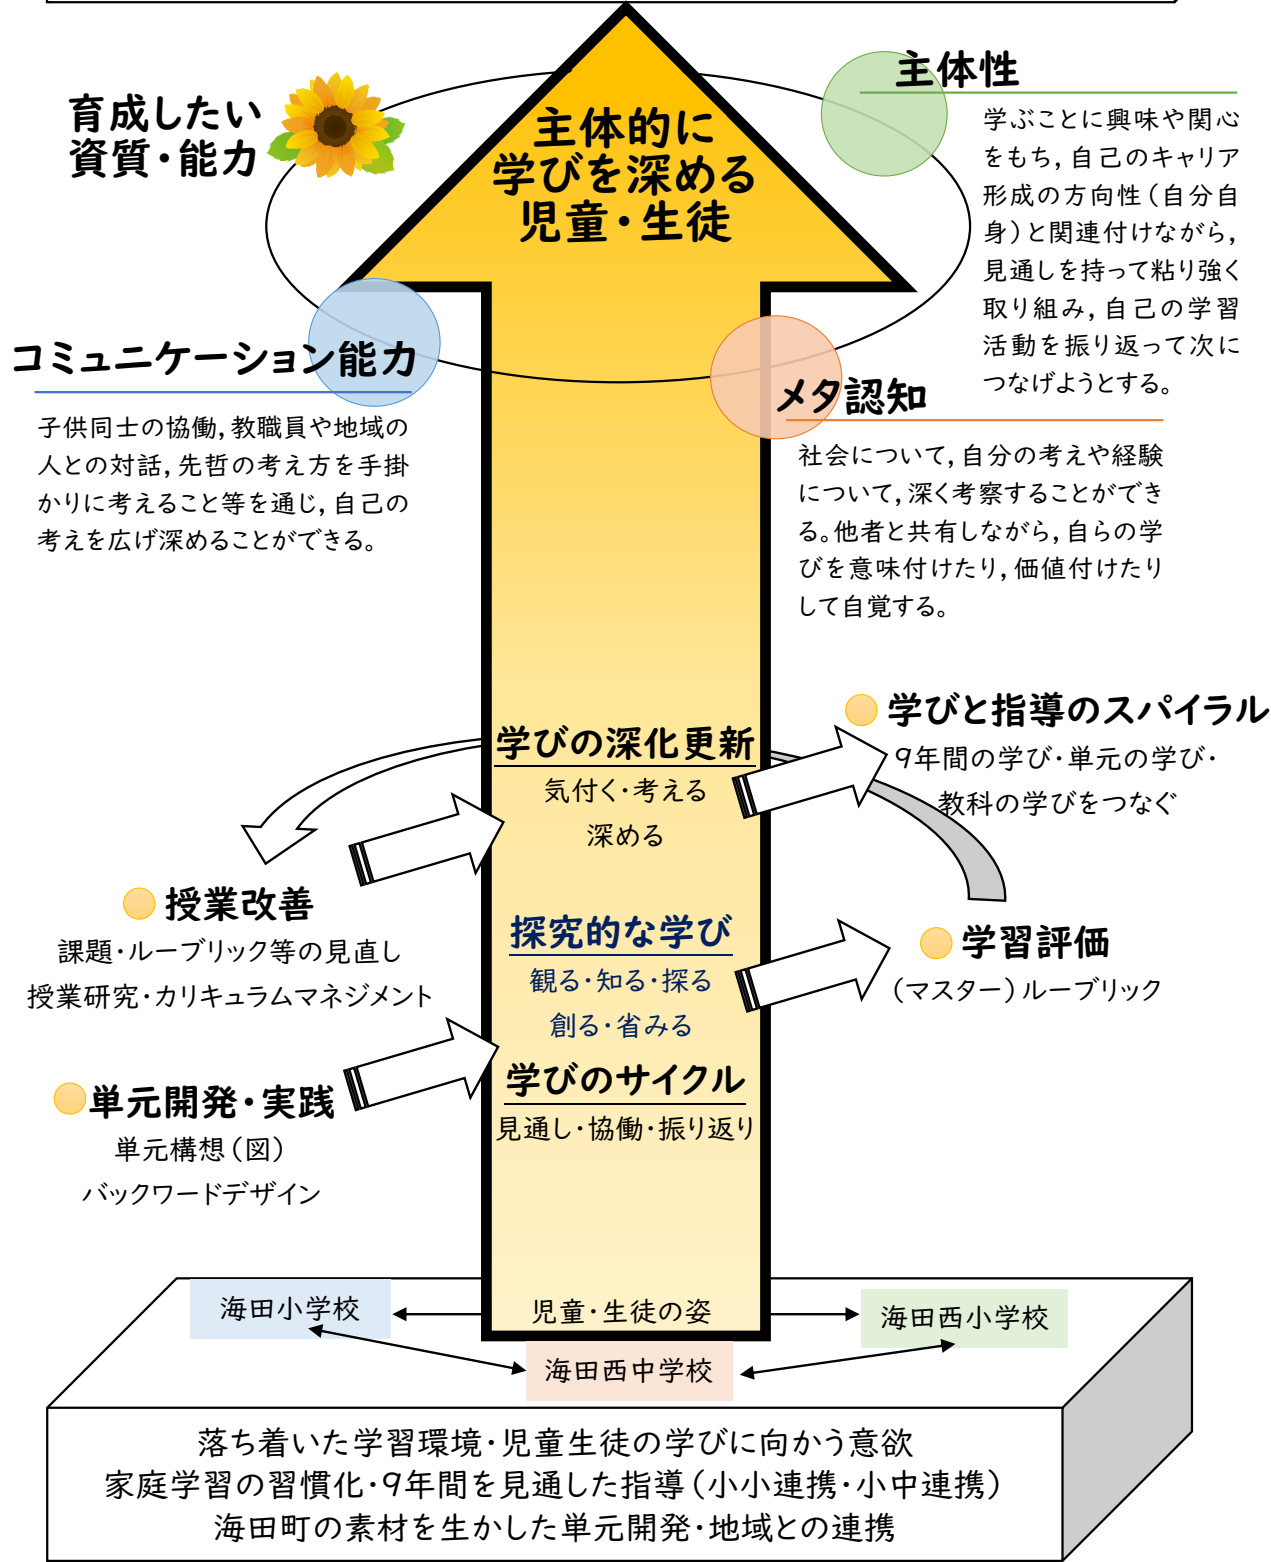 育成したい
資質・能力
主体的に
学びを深める
児童・生徒
主体性
学ぶことに興味や関心
をもち,自己のキャリア
形成の方向性(自分自
身)と関連付けながら,
見通しを持って粘り強く
取り組み,自己の学習
活動を振り返って次に
つなげようとする。
コミュニケーション能力
子供同士の協働,教職員や地域の
人との対話,先哲の考え方を手掛
かりに考えること等を通じ,自己の
考えを広げ深めることができる。
メタ認知
社会について,自分の考えや経験
について,深く考察することができ
る。他者と共有しながら,自らの学
びを意味付けたり,価値付けたり
して自覚する。
学びの深化更新
気付く・考える
深める
学びと指導のスパイラル
9年間の学び・単元の学び・
教科の学びをつなぐ
授業改善
課題・ルーブリック等の見直し
授業研究・カリキュラムマネジメント
探究的な学び
観る・知る・探る
創る・省みる
学習評価
(マスター)ルーブリック
学びのサイクル
見通し・協働・振り返り
単元開発・実践
単元構想(図)
バックワードデザイン
海田小学校
児童・生徒の姿
海田西小学校
海田西中学校
落ち着いた学習環境・児童生徒の学びに向かう意欲
家庭学習の習慣化・9年間を見通した指導(小小連携・小中連携)
海田町の素材を生かした単元開発・地域との連携